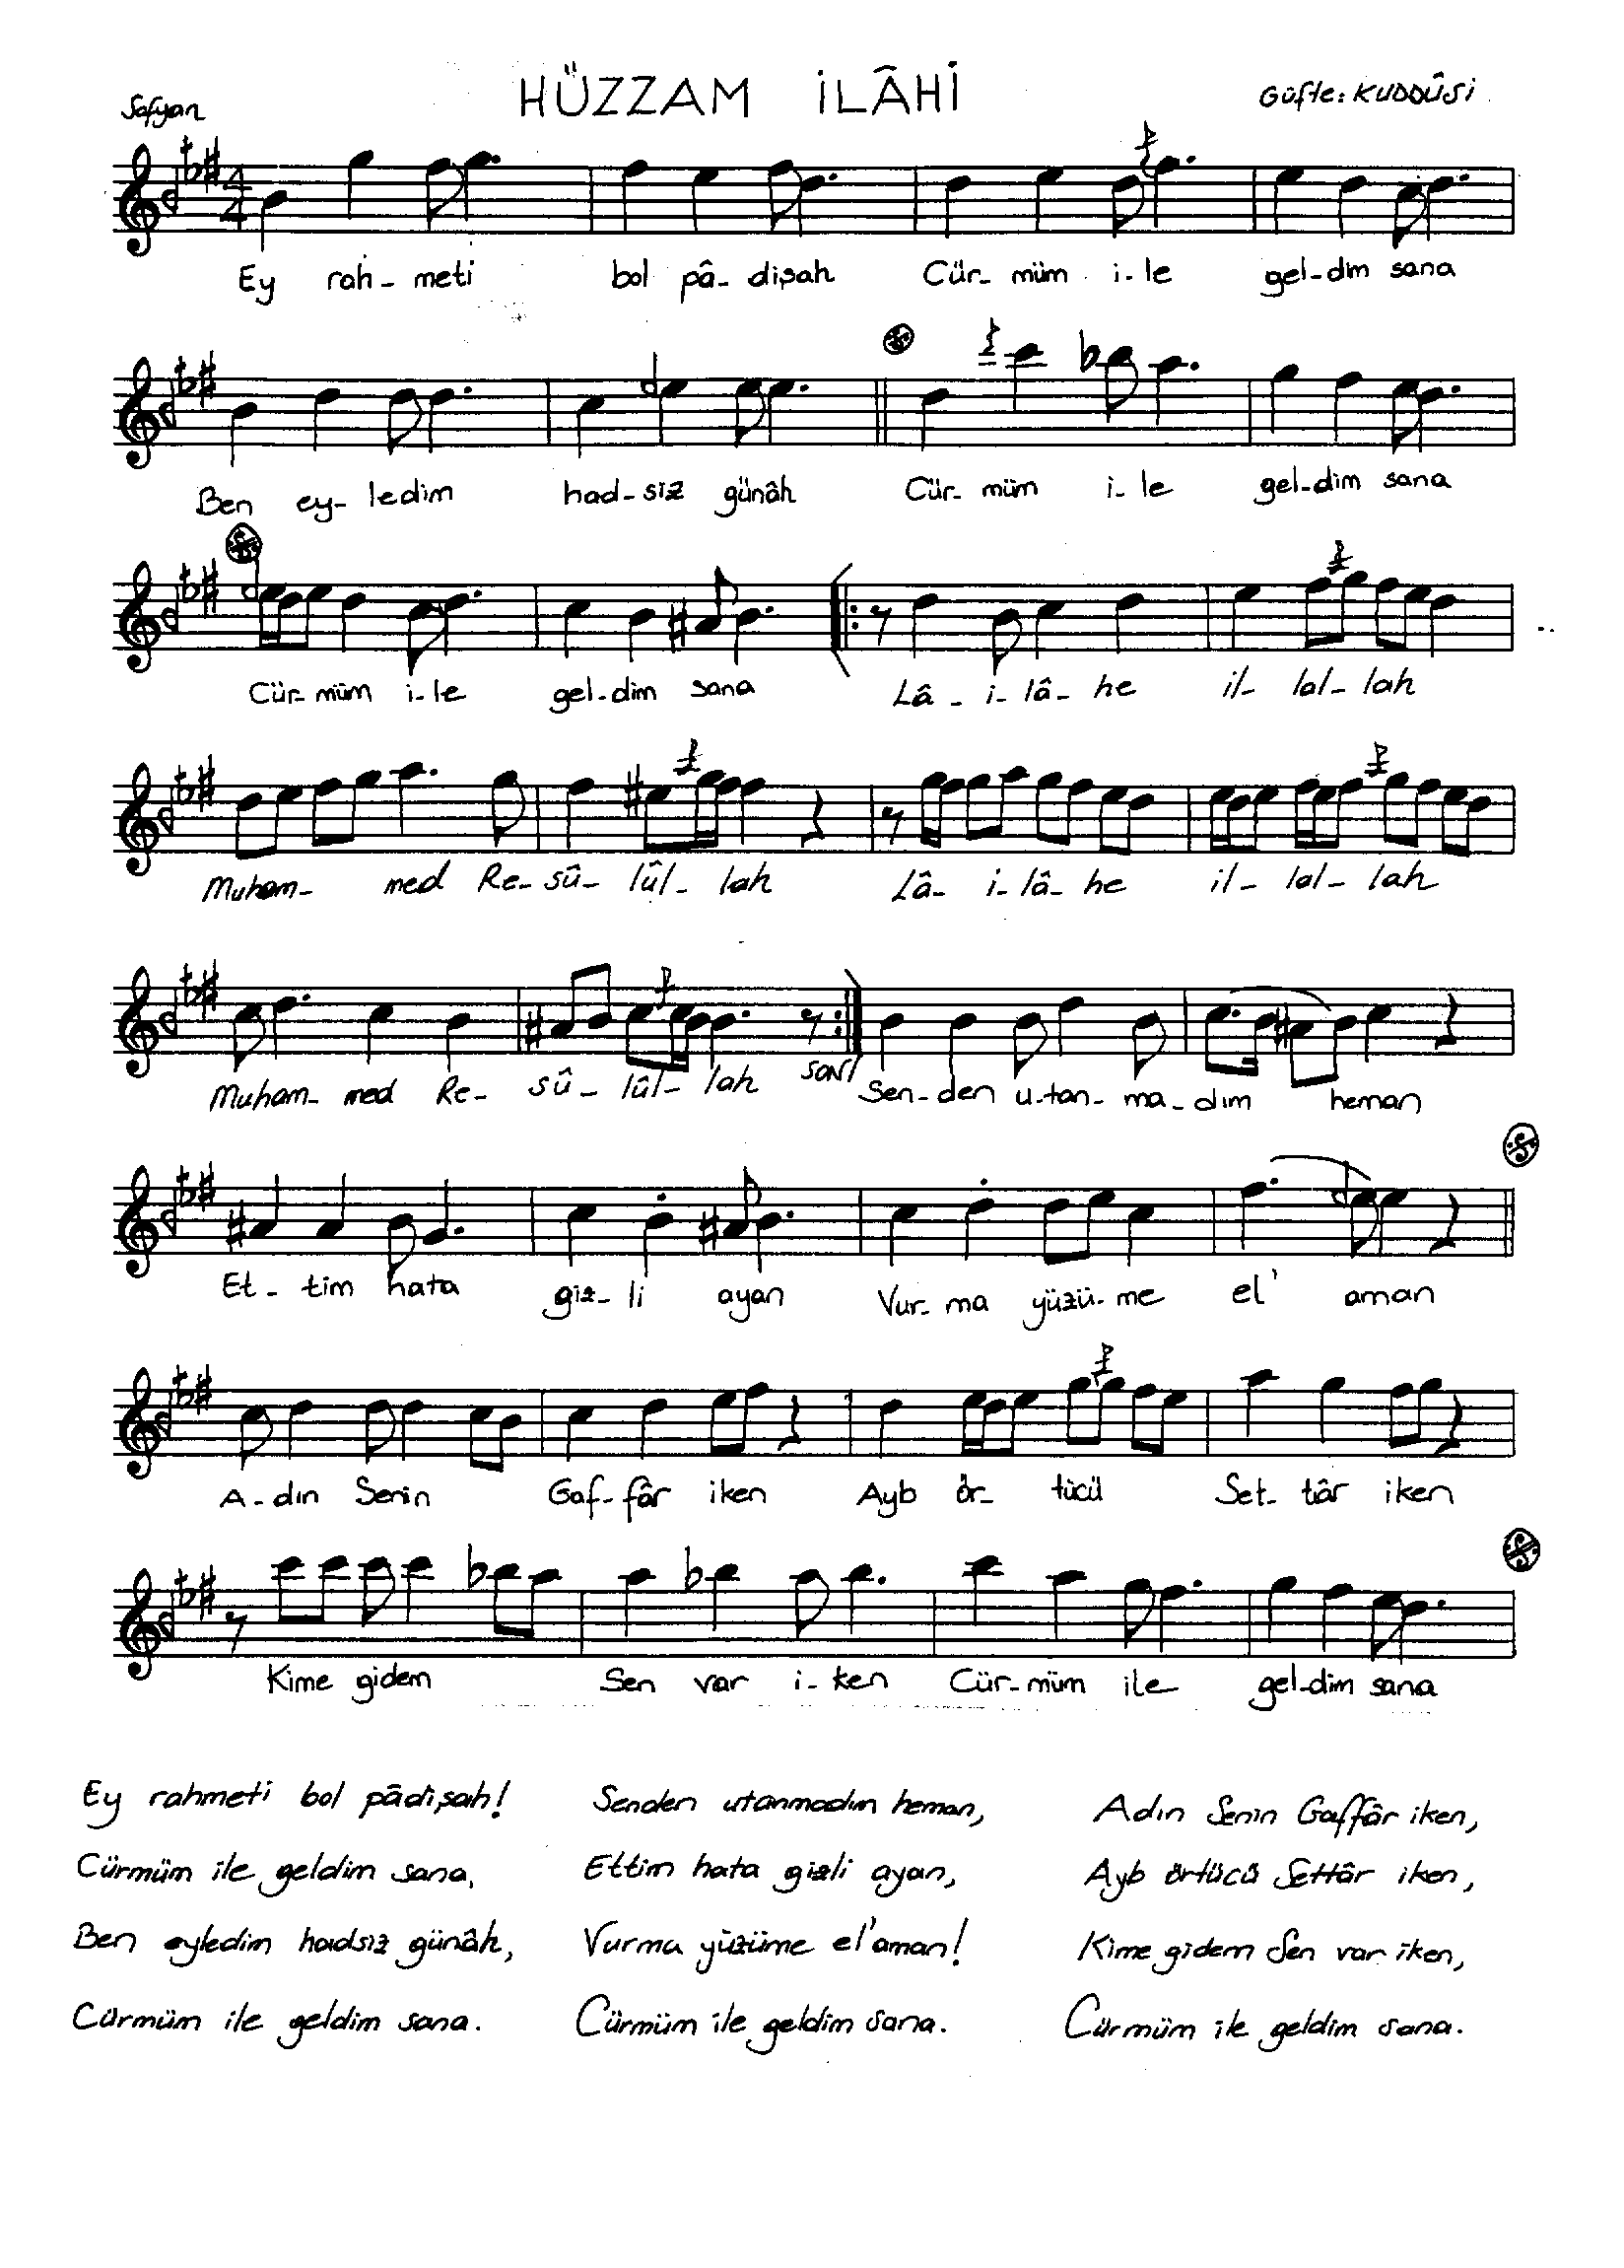 HÜZZAM İLÂHİ
Sofyan
Güfte: KUDDÛSİ
4/4
Ey rah- meti bol pâ- dişah Cür- müm i- le gel- dim sana
Ben ey- ledim had- siz günâh Cür- müm i- le gel- dim sana
Cür- müm i- le gel- dim sana Lâ - i- lâ- he il- lal- lah
Muham- med Re- sû- lûl- lah Lâ- i- lâ- he il- lal- lah
Muham- med Re- sû- lûl- lah SON Sen- den u- tan- ma- dım heman
Et- tim hata giz- li ayan Vur- ma yüzü- me el' aman
A- dın Senin Gaf- fâr iken Ayb ör- tücü Set- târ iken
Kime gidem Sen var i- ken Cür- müm ile gel- dim sana
Ey rahmeti bol pâdişah! Senden utanmadım heman, Adın Senin Gaffâr iken,
Cürmüm ile geldim sana, Ettim hata gizli ayan, Ayb örtücü Settâr iken,
Ben eyledim hadsiz günâh, Vurma yüzüme el'aman! Kime gidem Sen var iken,
Cürmüm ile geldim sana. Cürmüm ile geldim sana. Cürmüm ile geldim sana.